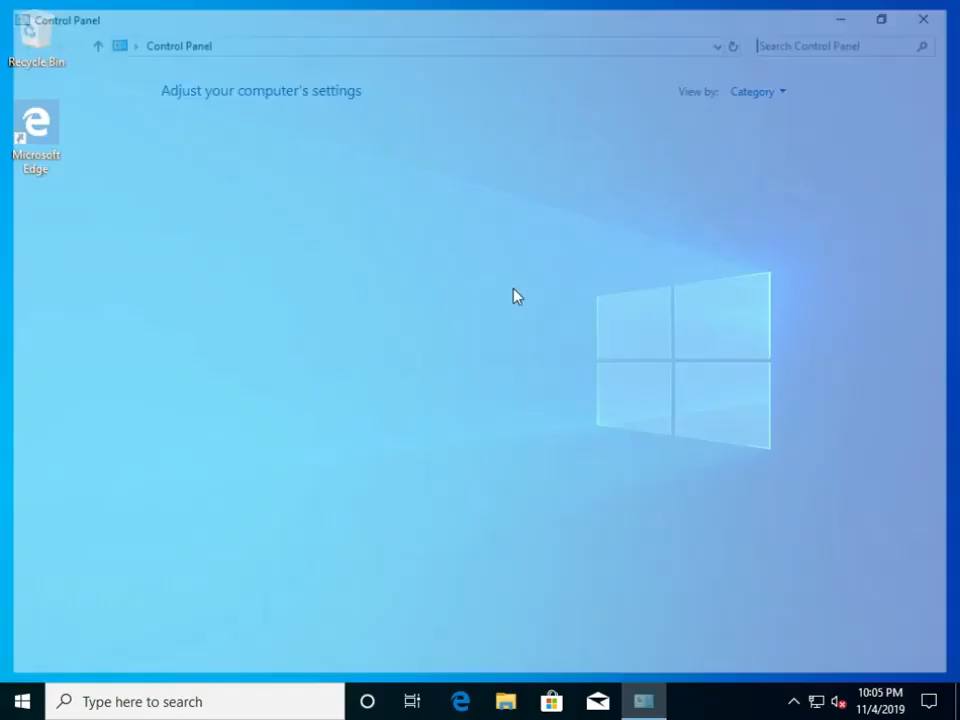 Control Panel
Recycle Bin
Control Panel
Search Control Panel
Adjust your computer's settings
View by: Category
Microsoft
Edge
Type here to search
10:05 PM
11/4/2019